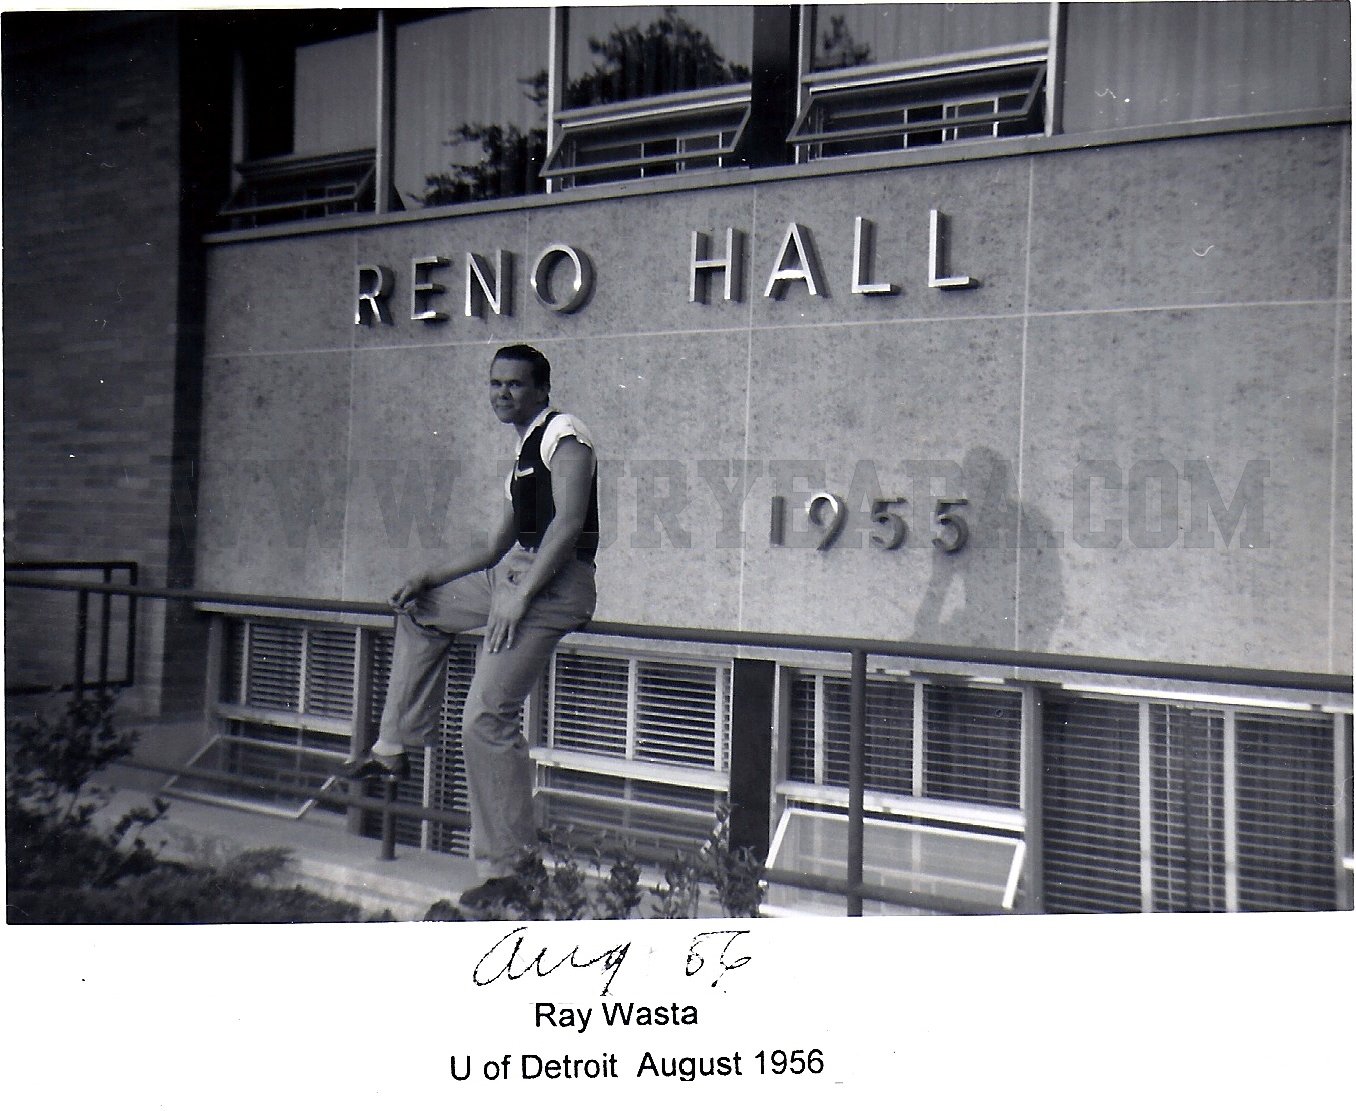 RENO HALL
1955
Aug 56
Ray Wasta
U of Detroit August 1956